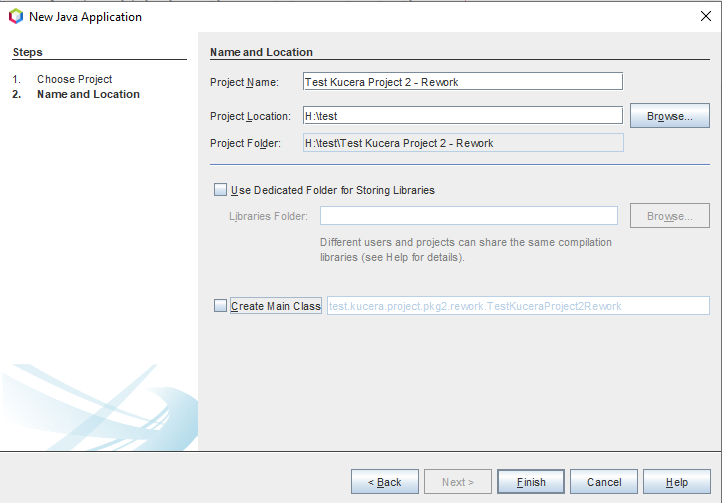 New Java Application
Steps
1. Choose Project
2. Name and Location
Name and Location
Project Name: Test Kucera Project 2 - Rework
Project Location: H:\test Browse...
Project Folder: H:\test\Test Kucera Project 2 - Rework
Use Dedicated Folder for Storing Libraries
Libraries Folder: Browse...
Different users and projects can share the same compilation
libraries (see Help for details).
Create Main Class test.kucera.project.pkg2.rework.TestKuceraProject2Rework
< Back Next > Finish Cancel Help